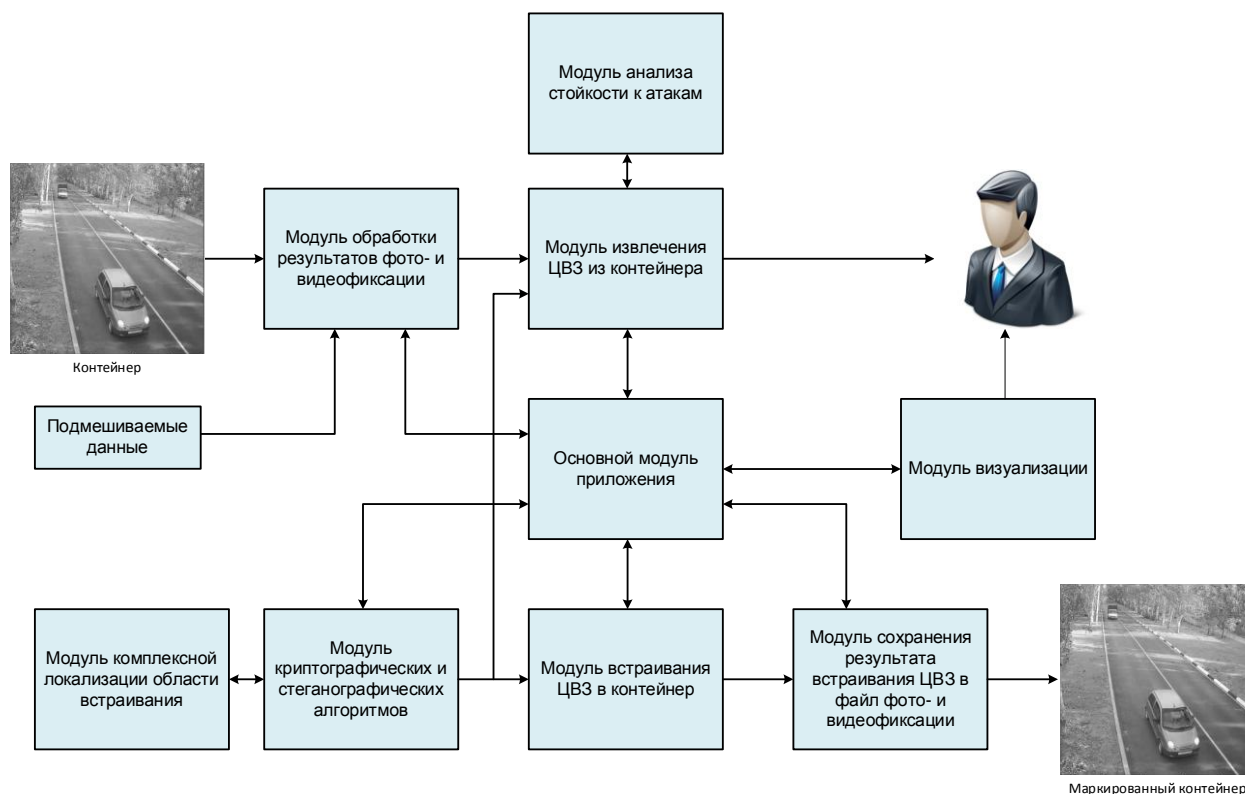 Модуль анализа
стойкости к атакам
Модуль обработки
результатов фото- и
видеофиксации
Модуль извлечения
ЦВЗ из контейнера
Контейнер
Подмешиваемые
данные
Основной модуль
приложения
Модуль визуализации
Модуль комплексной
локализации области
встраивания
Модуль
криптографических и
стеганографических
алгоритмов
Модуль встраивания
ЦВЗ в контейнер
Модуль сохранения
результата
встраивания ЦВЗ в
файл фото- и
видеофиксации
Маркированный контейнер